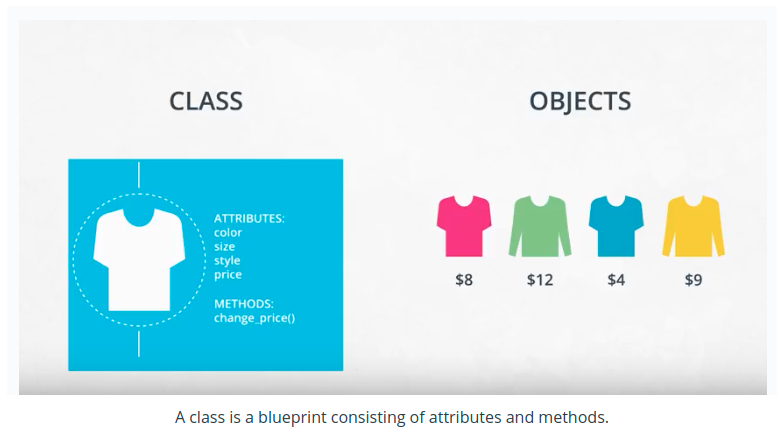 CLASS
OBJECTS
ATTRIBUTES:
color
size
style
price
METHODS:
change_price()
$8
$12
$4
$9
A class is a blueprint consisting of attributes and methods.